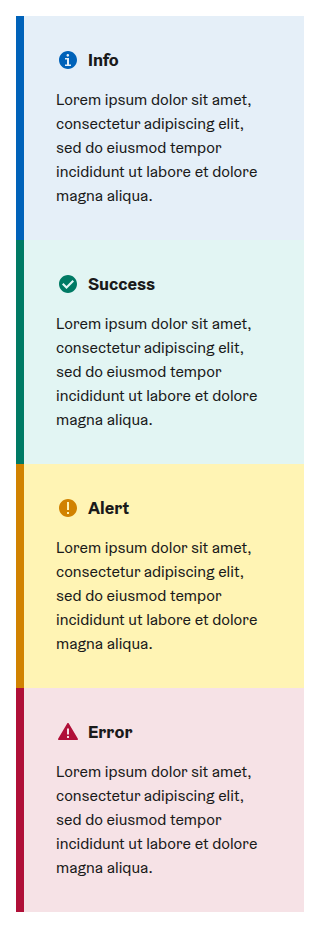 Info
Lorem ipsum dolor sit amet,
consectetur adipiscing elit,
sed do eiusmod tempor
incididunt ut labore et dolore
magna aliqua.
Success
Lorem ipsum dolor sit amet,
consectetur adipiscing elit,
sed do eiusmod tempor
incididunt ut labore et dolore
magna aliqua.
Alert
Lorem ipsum dolor sit amet,
consectetur adipiscing elit,
sed do eiusmod tempor
incididunt ut labore et dolore
magna aliqua.
Error
Lorem ipsum dolor sit amet,
consectetur adipiscing elit,
sed do eiusmod tempor
incididunt ut labore et dolore
magna aliqua.